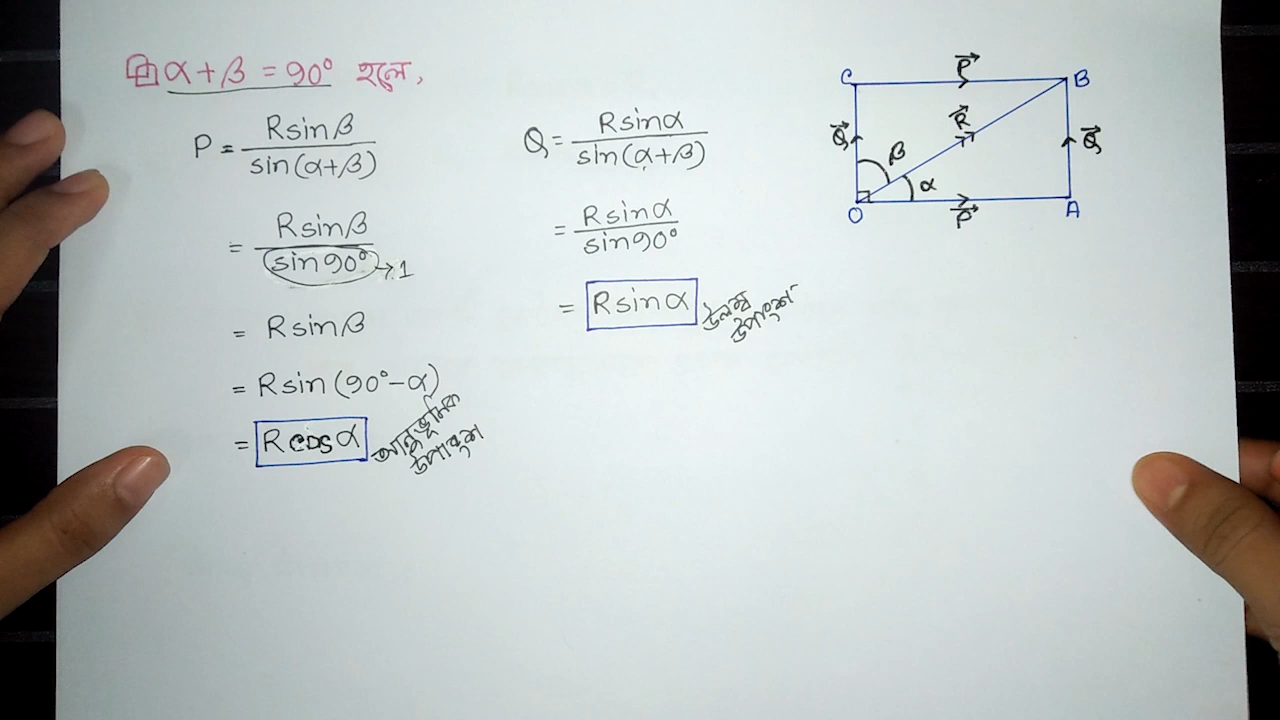 α+β = 90° হলে,
P = Rsinβ / sin(α+β)
= Rsinβ / sin90° → 1
= Rsinβ
= Rsin(90°-α)
= Rcosα আনুভূমিক উপাংশ
Q = Rsinα / sin(α+β)
= Rsinα / sin90°
= Rsinα উলম্ব উপাংশ
C P⃗ B
Q⃗ R⃗ Q⃗
β
α
O P⃗ A